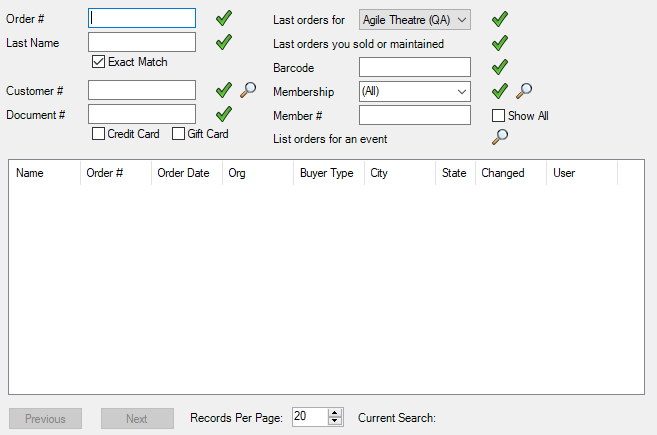 Order #
Last Name
Exact Match
Customer #
Document #
Credit Card Gift Card
Last orders for Agile Theatre (QA)
Last orders you sold or maintained
Barcode
Membership (All)
Member # Show All
List orders for an event
Name Order # Order Date Org Buyer Type City State Changed User
Previous Next Records Per Page: 20 Current Search: